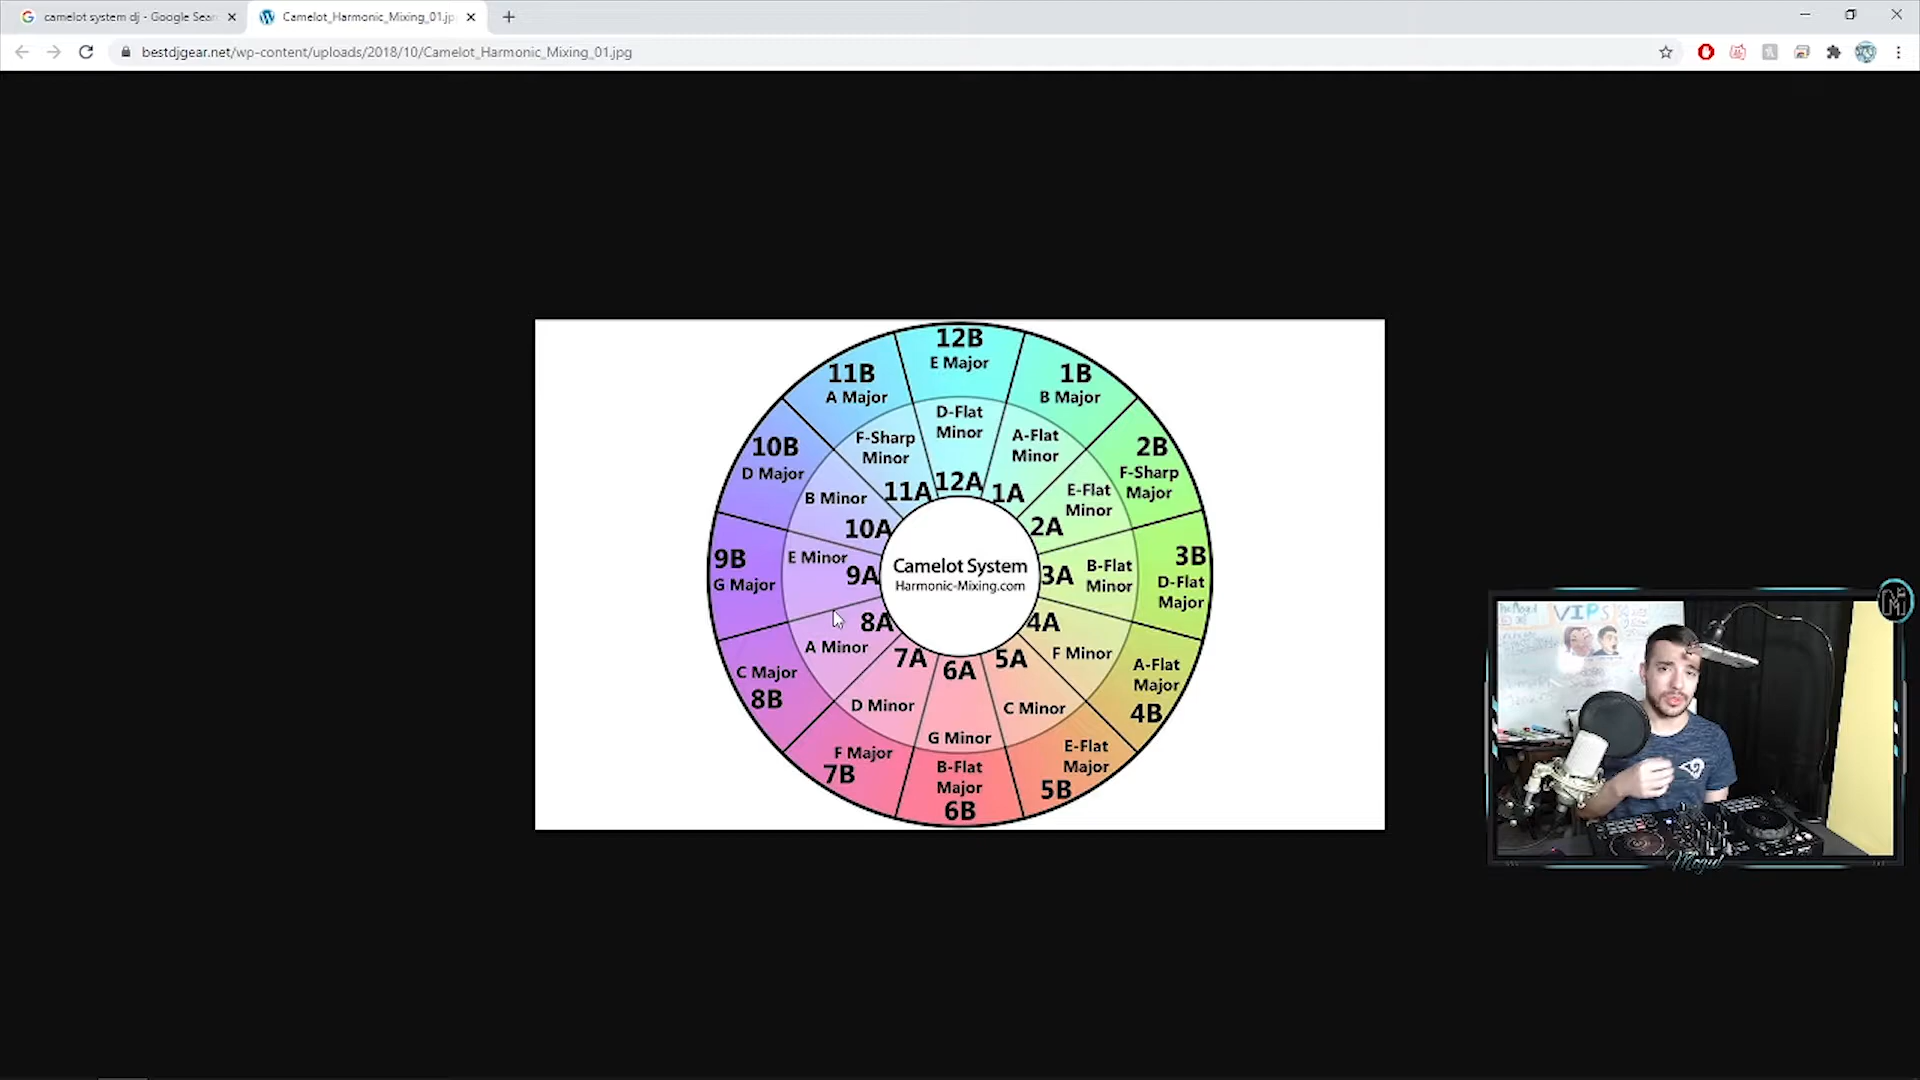 camelot system dj - Google Sear
Camelot_Harmonic_Mixing_01.jp
bestdjgear.net/wp-content/uploads/2018/10/Camelot_Harmonic_Mixing_01.jpg
12B
E Major
1B
B Major
2B
F-Sharp
Major
3B
D-Flat
Major
A-Flat
Major
4B
E-Flat
Major
5B
B-Flat
Major
6B
F Major
7B
C Major
8B
9B
G Major
10B
D Major
11B
A Major
D-Flat
Minor
12A
A-Flat
Minor
1A
E-Flat
Minor
2A
B-Flat
Minor
3A
4A
F Minor
5A
C Minor
6A
G Minor
7A
D Minor
8A
A Minor
E Minor
9A
B Minor
10A
F-Sharp
Minor
11A
Camelot System
Harmonic-Mixing.com
VIPS
Mogul